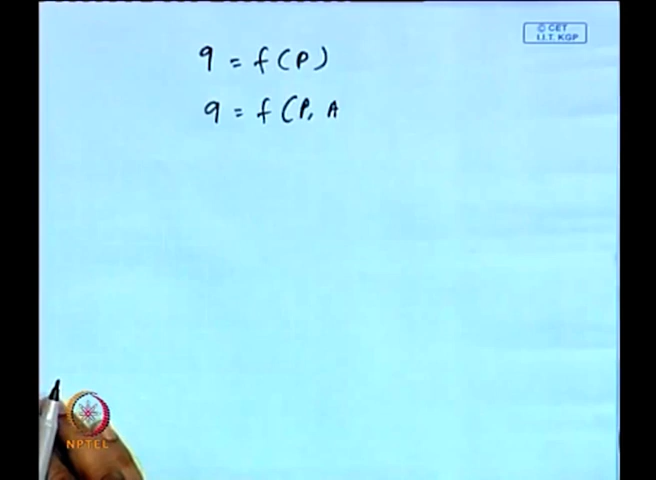 © CET
I.I.T. KGP
q = f(P)
q = f(P, A
NPTEL